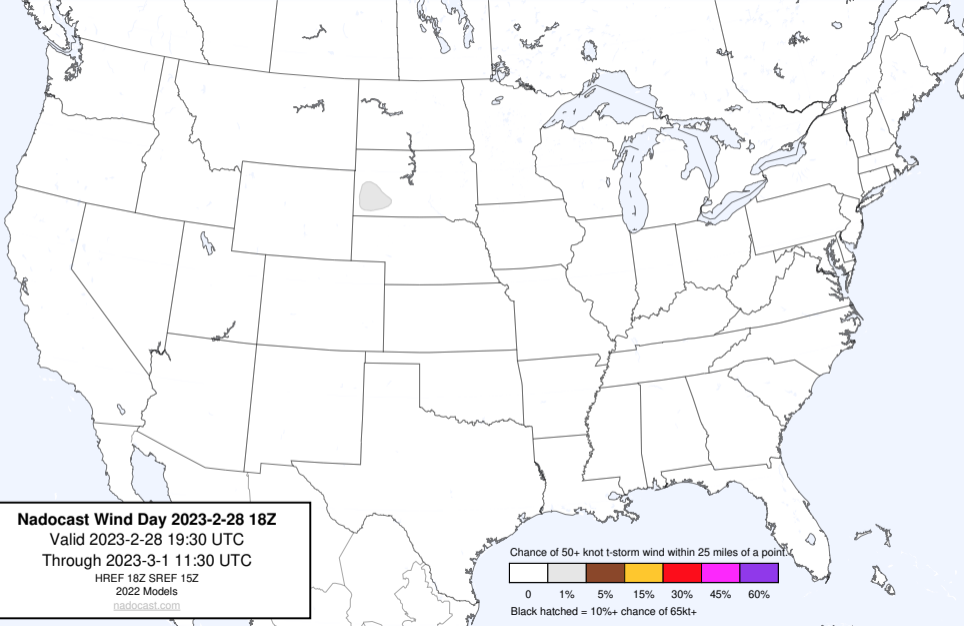 Nadocast Wind Day 2023-2-28 18Z
Valid 2023-2-28 19:30 UTC
Through 2023-3-1 11:30 UTC
HREF 18Z SREF 15Z
2022 Models
nadocast.com
Chance of 50+ knot t-storm wind within 25 miles of a point.
0 1% 5% 15% 30% 45% 60%
Black hatched = 10%+ chance of 65kt+